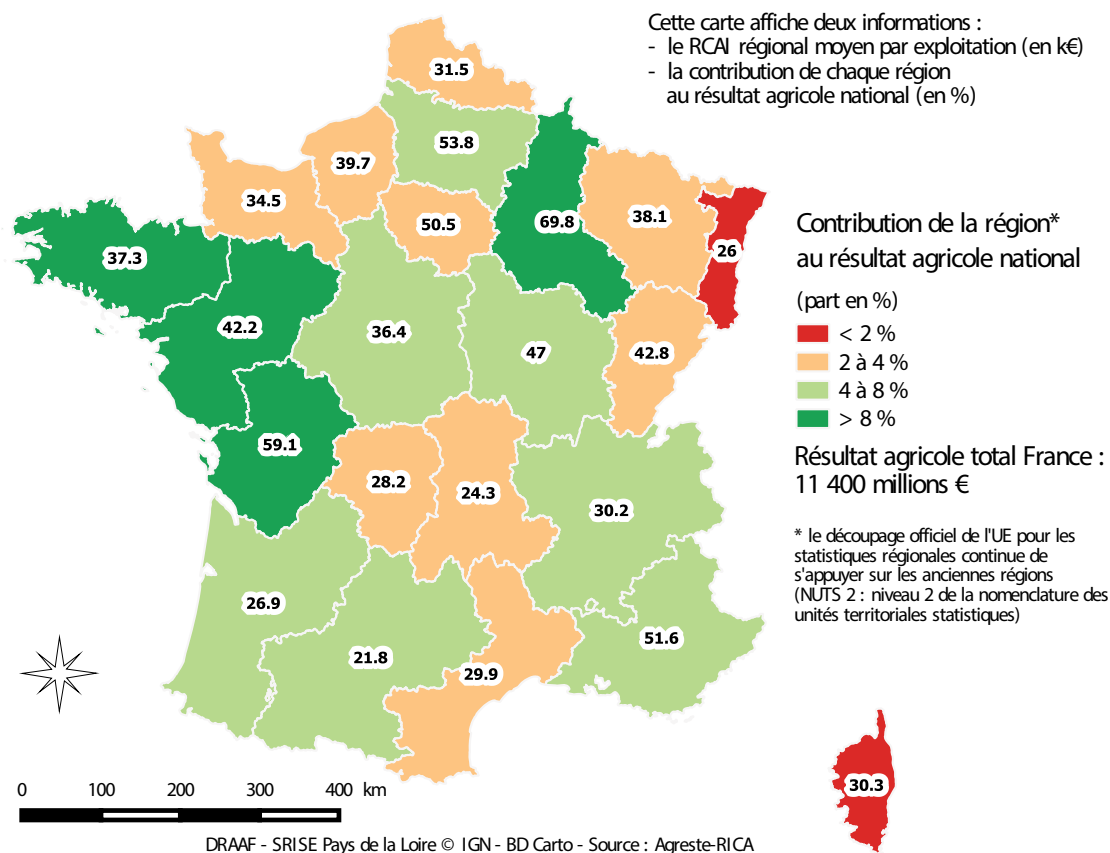 Cette carte affiche deux informations :
- le RCAI régional moyen par exploitation (en k€)
- la contribution de chaque région
au résultat agricole national (en %)
31.5
53.8
39.7
34.5
50.5
69.8
38.1
26
37.3
42.2
36.4
47
42.8
59.1
28.2
24.3
30.2
26.9
21.8
29.9
51.6
30.3
Contribution de la région*
au résultat agricole national
(part en %)
< 2 %
2 à 4 %
4 à 8 %
> 8 %
Résultat agricole total France :
11 400 millions €
* le découpage officiel de l'UE pour les
statistiques régionales continue de
s'appuyer sur les anciennes régions
(NUTS 2 : niveau 2 de la nomenclature des
unités territoriales statistiques)
0 100 200 300 400 km
DRAAF - SRISE Pays de la Loire © IGN - BD Carto - Source : Agreste-RICA